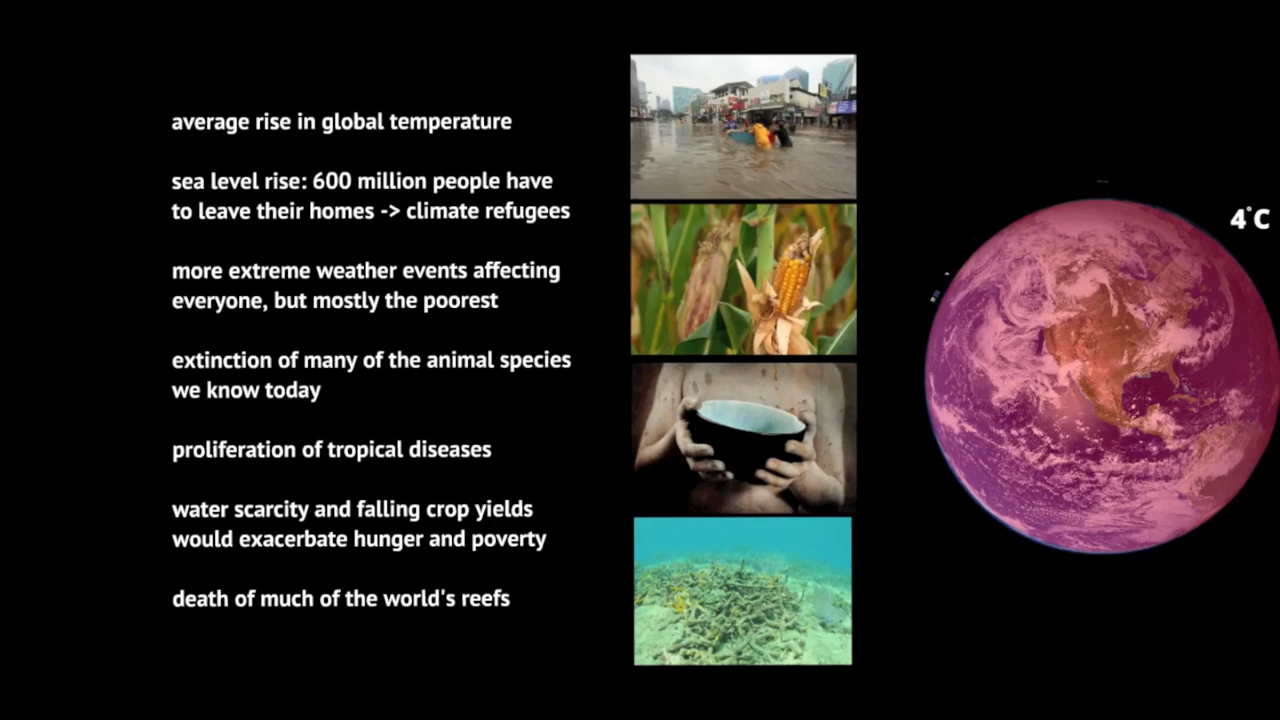 average rise in global temperature
sea level rise: 600 million people have
to leave their homes -> climate refugees
more extreme weather events affecting
everyone, but mostly the poorest
extinction of many of the animal species
we know today
proliferation of tropical diseases
water scarcity and falling crop yields
would exacerbate hunger and poverty
death of much of the world's reefs
4°C